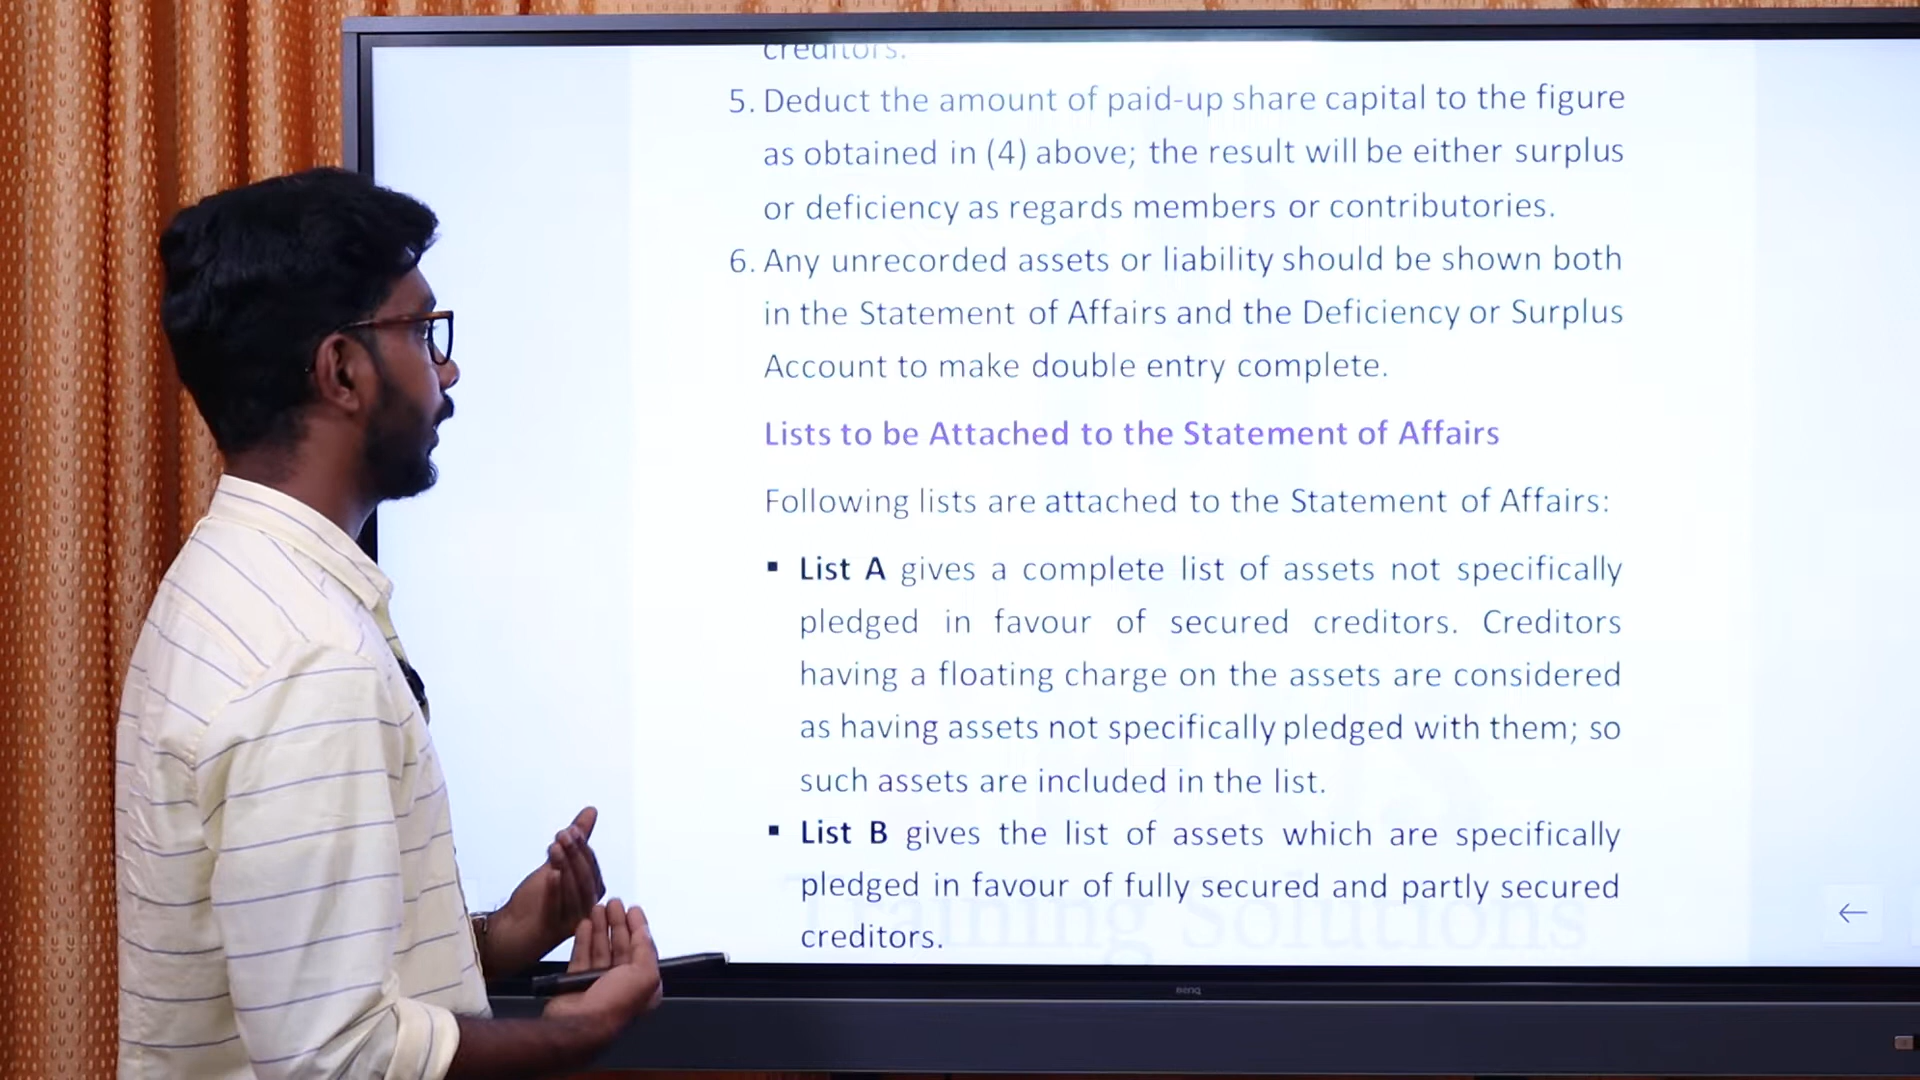 creditors.
5. Deduct the amount of paid-up share capital to the figure
as obtained in (4) above; the result will be either surplus
or deficiency as regards members or contributories.
6. Any unrecorded assets or liability should be shown both
in the Statement of Affairs and the Deficiency or Surplus
Account to make double entry complete.
Lists to be Attached to the Statement of Affairs
Following lists are attached to the Statement of Affairs:
▪ List A gives a complete list of assets not specifically
pledged in favour of secured creditors. Creditors
having a floating charge on the assets are considered
as having assets not specifically pledged with them; so
such assets are included in the list.
▪ List B gives the list of assets which are specifically
pledged in favour of fully secured and partly secured
creditors.
Training Solutions
BenQ